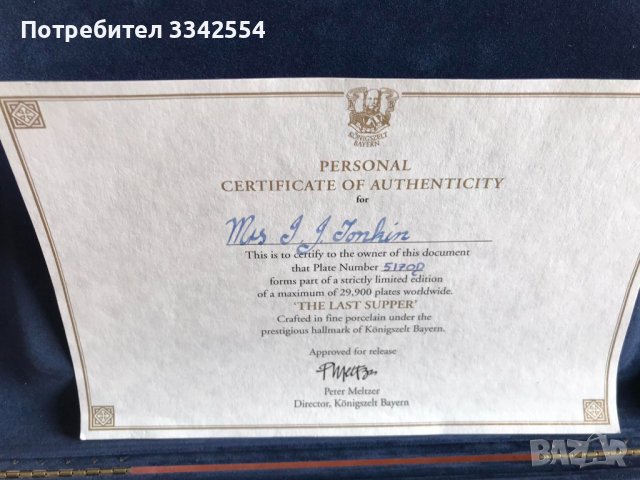 Потребител 3342554
KÖNIGSZELT
BAYERN
PERSONAL
CERTIFICATE OF AUTHENTICITY
for
Mrs I J Tonkin
This is to certify to the owner of this document
that Plate Number 5170D
forms part of a strictly limited edition
of a maximum of 29,900 plates worldwide.
'THE LAST SUPPER'
Crafted in fine porcelain under the
prestigious hallmark of Königszelt Bayern.
Approved for release
PMeltzer
Peter Meltzer
Director, Königszelt Bayern
BAZAR